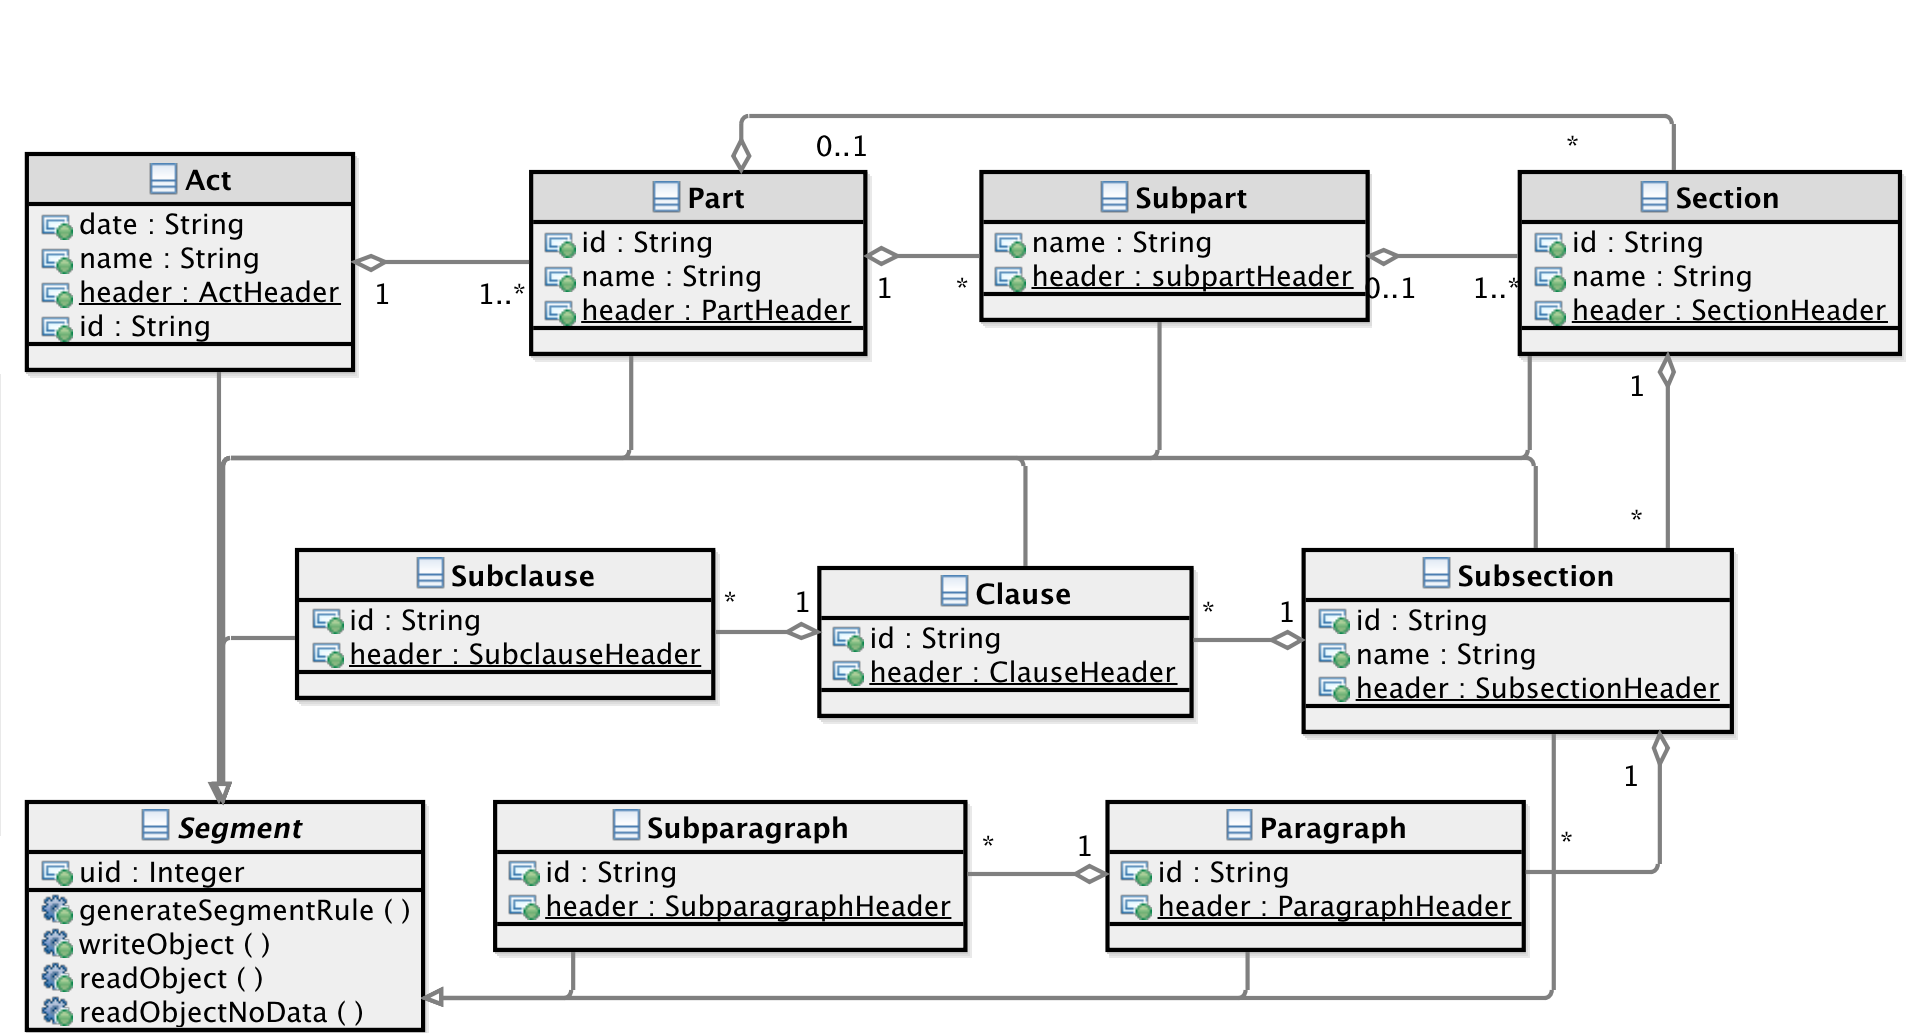 0..1
*
Act
date : String
name : String
header : ActHeader
id : String
1
1..*
Part
id : String
name : String
header : PartHeader
1
*
Subpart
name : String
header : subpartHeader
0..1
1..*
Section
id : String
name : String
header : SectionHeader
1
*
Subclause
id : String
header : SubclauseHeader
*
1
Clause
id : String
header : ClauseHeader
*
1
Subsection
id : String
name : String
header : SubsectionHeader
1
*
Segment
uid : Integer
generateSegmentRule ( )
writeObject ( )
readObject ( )
readObjectNoData ( )
Subparagraph
id : String
header : SubparagraphHeader
*
1
Paragraph
id : String
header : ParagraphHeader